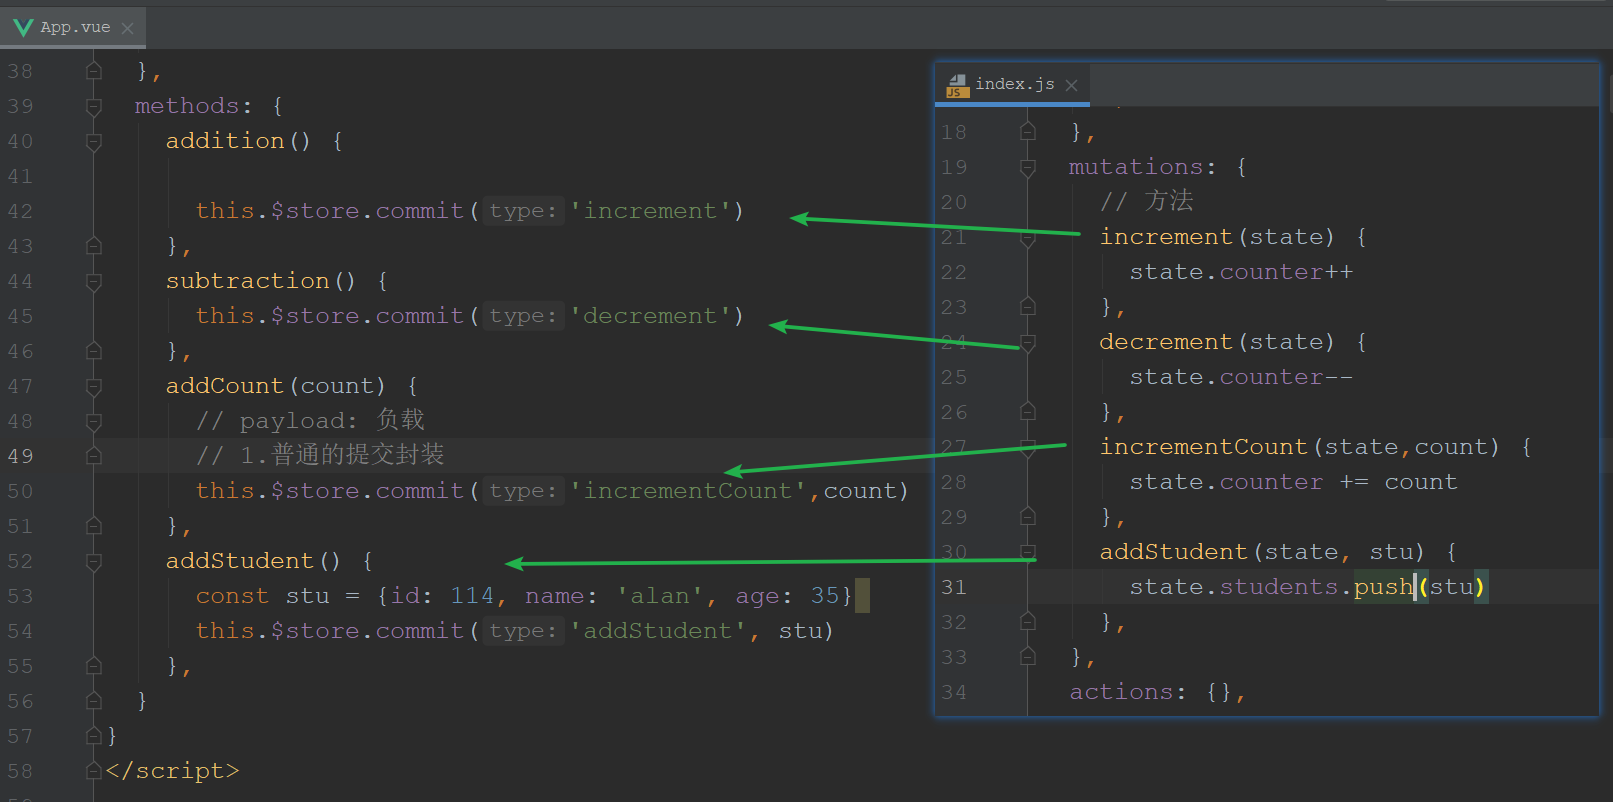 App.vue
38 },
39 methods: {
40 addition() {
41
42 this.$store.commit( type: 'increment')
43 },
44 subtraction() {
45 this.$store.commit( type: 'decrement')
46 },
47 addCount(count) {
48 // payload: 负载
49 // 1.普通的提交封装
50 this.$store.commit( type: 'incrementCount',count)
51 },
52 addStudent() {
53 const stu = {id: 114, name: 'alan', age: 35}
54 this.$store.commit( type: 'addStudent', stu)
55 },
56 }
57 }
58 </script>
index.js
18 },
19 mutations: {
20 // 方法
21 increment(state) {
22 state.counter++
23 },
24 decrement(state) {
25 state.counter--
26 },
27 incrementCount(state,count) {
28 state.counter += count
29 },
30 addStudent(state, stu) {
31 state.students.push(stu)
32 },
33 },
34 actions: {},